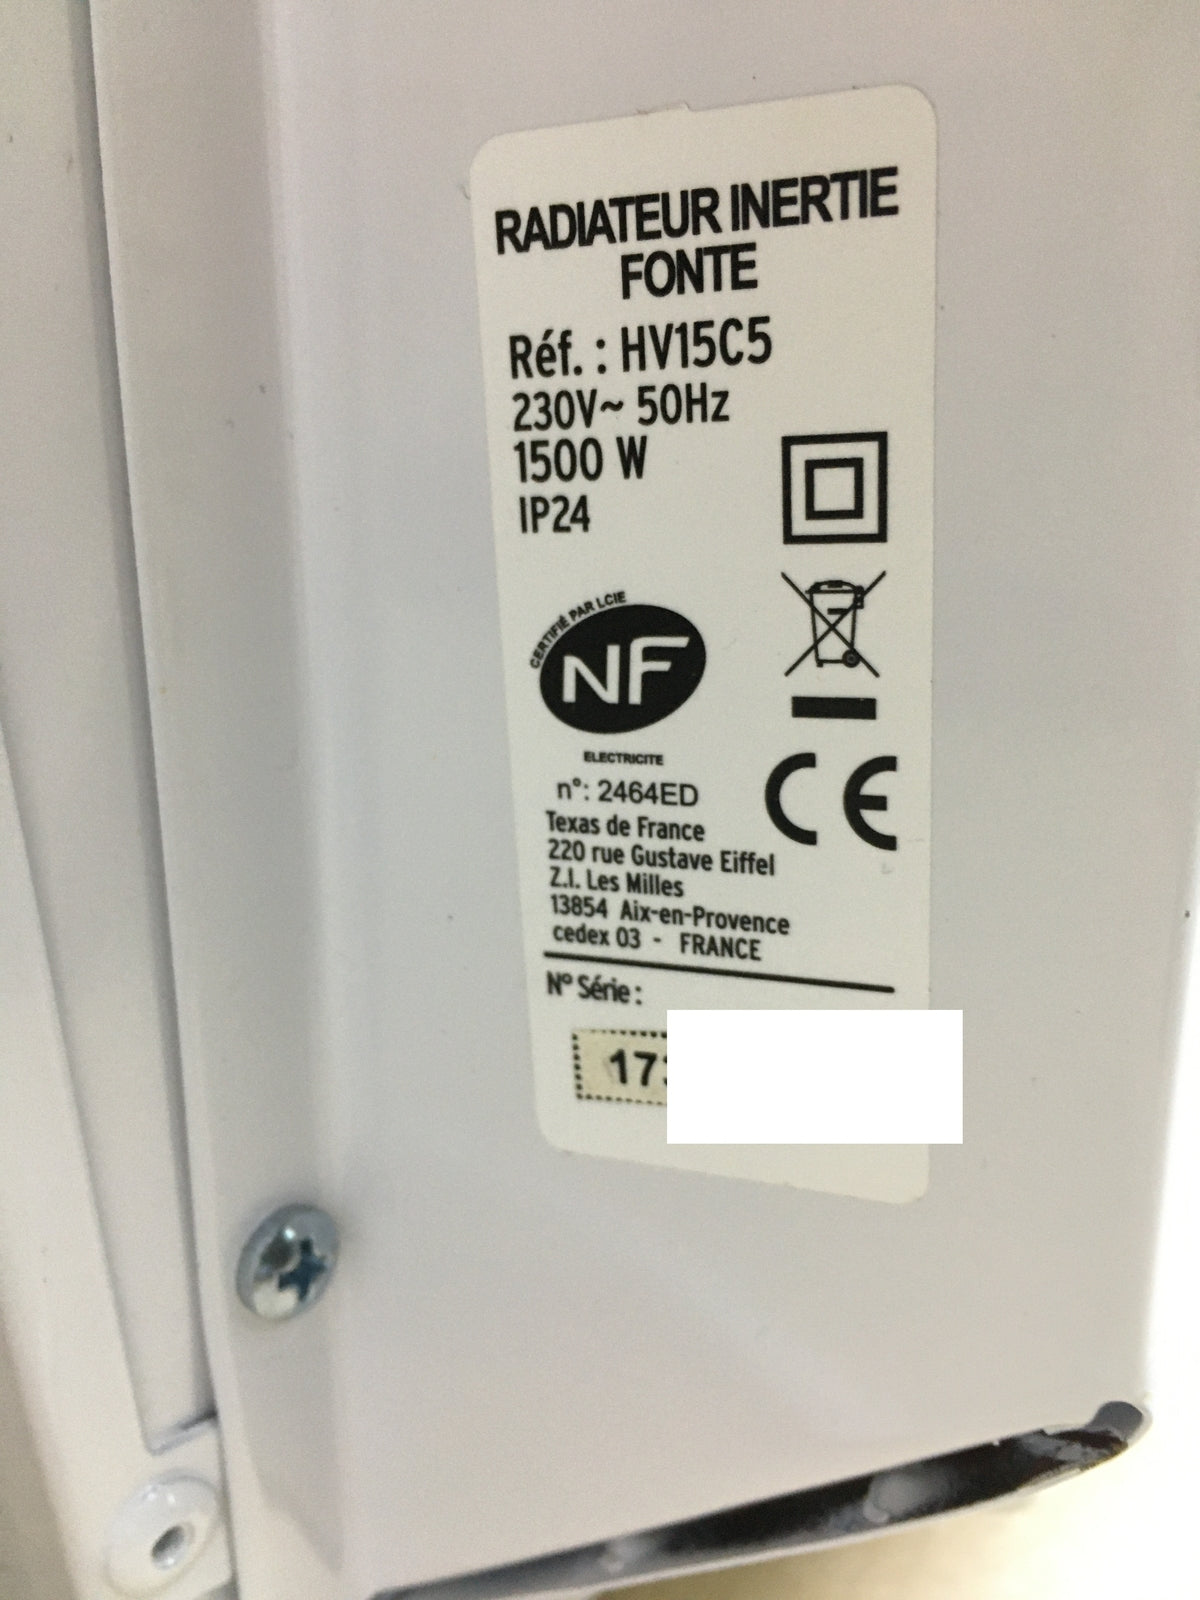 RADIATEUR INERTIE
FONTE
Réf. : HV15C5
230V~ 50Hz
1500 W
IP24
CERTIFIÉ PAR LCIE
NF
ELECTRICITE
n°: 2464ED
CE
Texas de France
220 rue Gustave Eiffel
Z.I. Les Milles
13854 Aix-en-Provence
cedex 03 - FRANCE
N° Série :
173